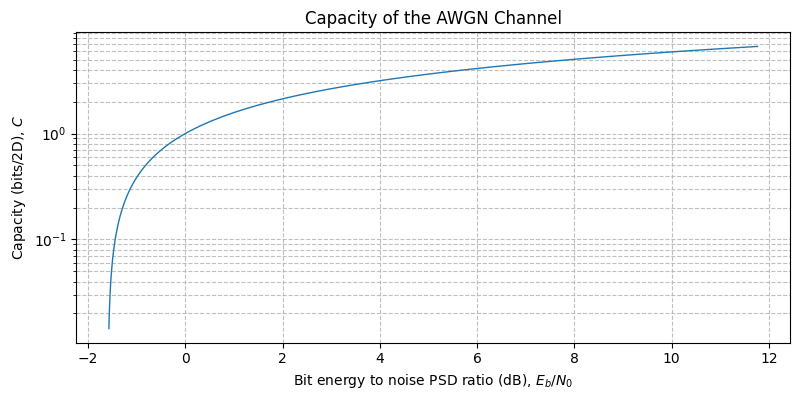 Capacity of the AWGN Channel
Capacity (bits/2D), C
10⁰
10⁻¹
−2 0 2 4 6 8 10 12
Bit energy to noise PSD ratio (dB), E_b/N_0